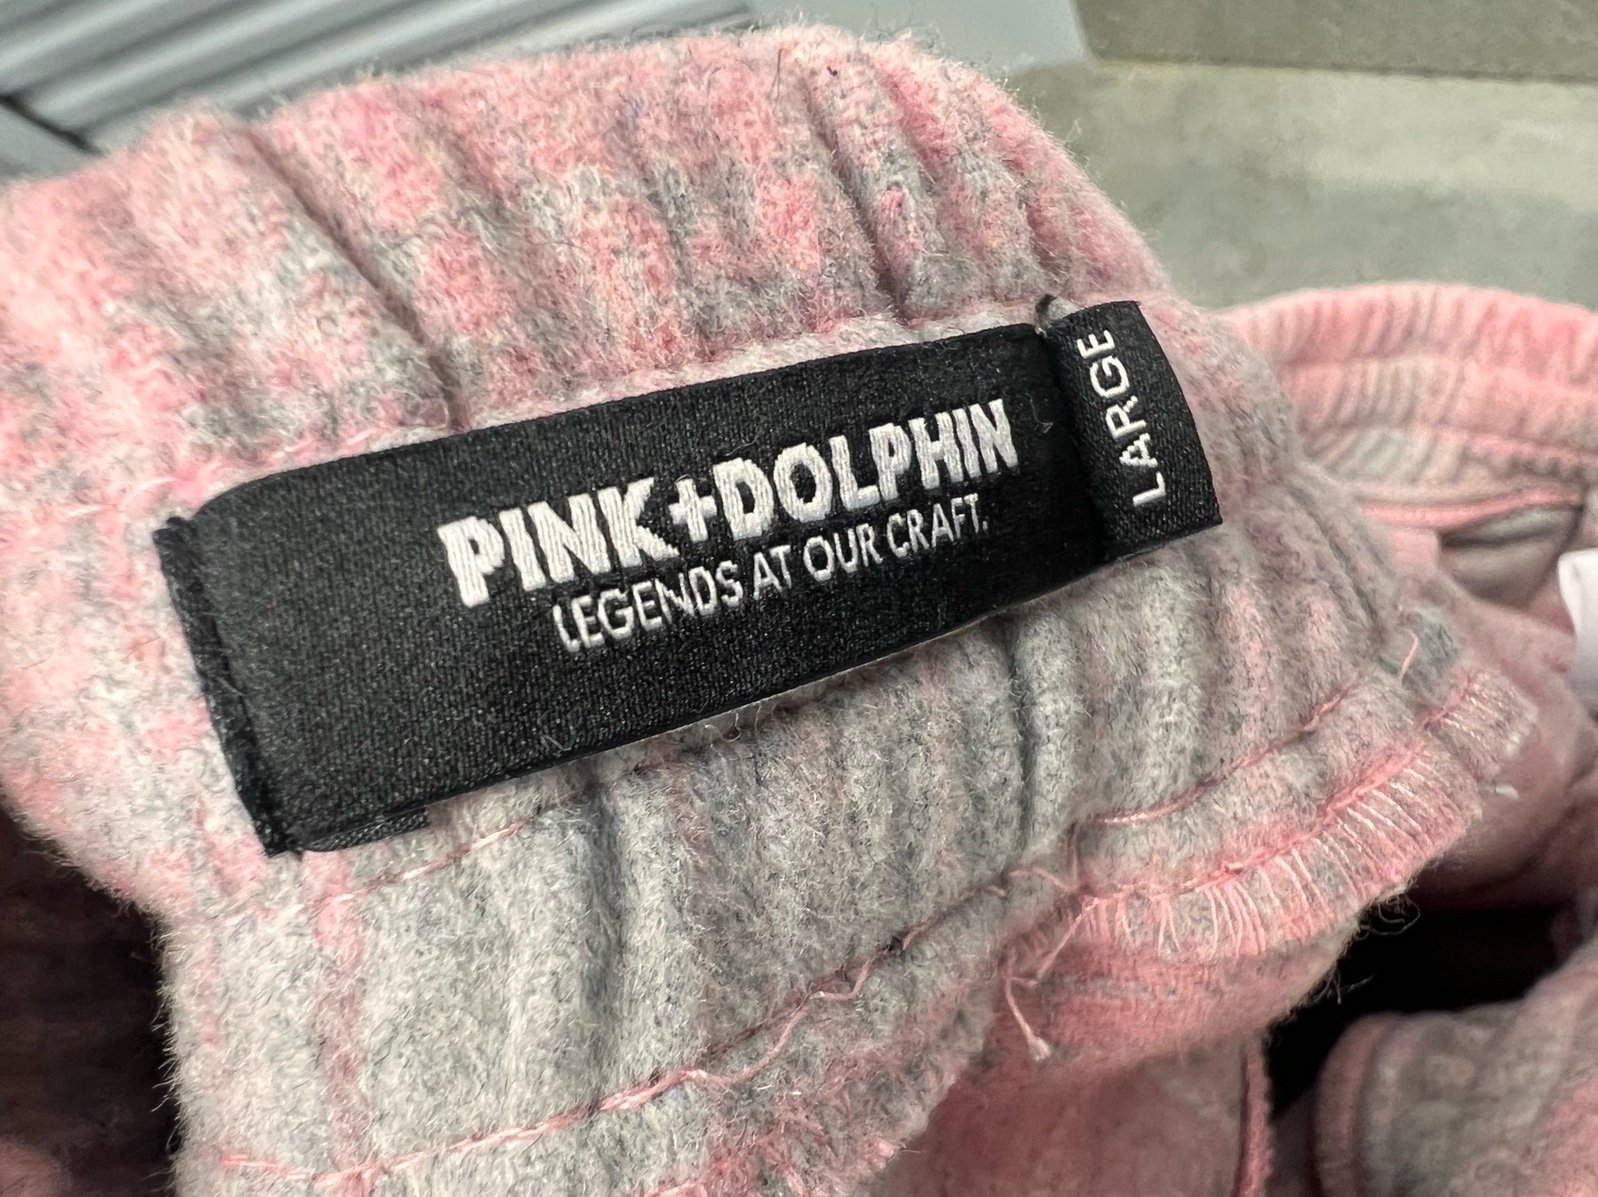 PINK+DOLPHIN
LEGENDS AT OUR CRAFT.
LARGE